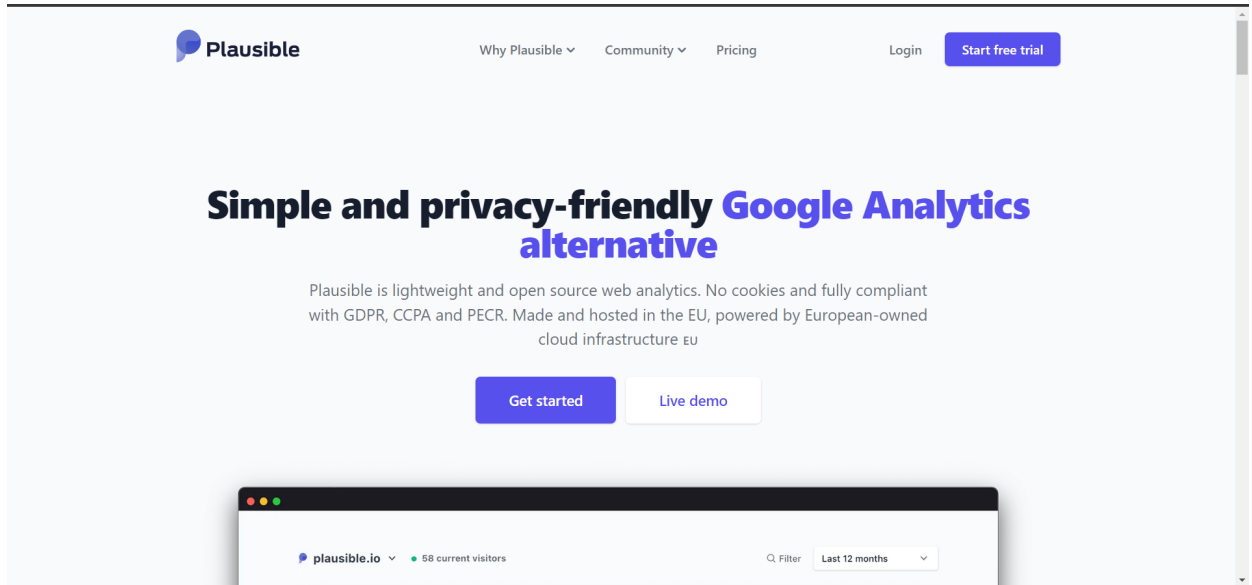 Plausible
Why Plausible
Community
Pricing
Login
Start free trial
Simple and privacy-friendly Google Analytics
alternative
Plausible is lightweight and open source web analytics. No cookies and fully compliant
with GDPR, CCPA and PECR. Made and hosted in the EU, powered by European-owned
cloud infrastructure EU
Get started
Live demo
plausible.io
58 current visitors
Filter
Last 12 months